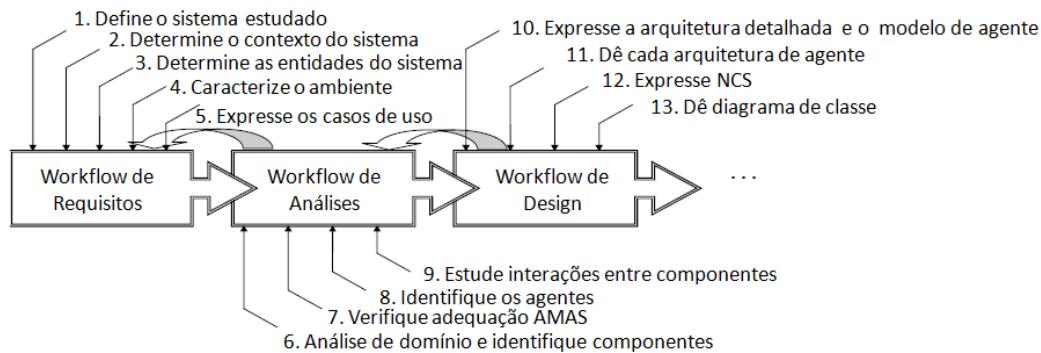 1. Define o sistema estudado
2. Determine o contexto do sistema
3. Determine as entidades do sistema
4. Caracterize o ambiente
5. Expresse os casos de uso
10. Expresse a arquitetura detalhada e o modelo de agente
11. Dê cada arquitetura de agente
12. Expresse NCS
13. Dê diagrama de classe
Workflow de
Requisitos
Workflow de
Análises
Workflow de
Design
...
9. Estude interações entre componentes
8. Identifique os agentes
7. Verifique adequação AMAS
6. Análise de domínio e identifique componentes